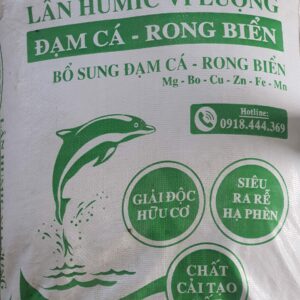 LÂN HUMIC VI LƯỢNG
ĐẠM CÁ - RONG BIỂN
BỔ SUNG ĐẠM CÁ - RONG BIỂN
Mg - Bo - Cu - Zn - Fe - Mn
Hotline:
0918.444.369
GIẢI ĐỘC
HỮU CƠ
SIÊU
RA RỄ
HẠ PHÈN
CHẤT
CẢI TẠO